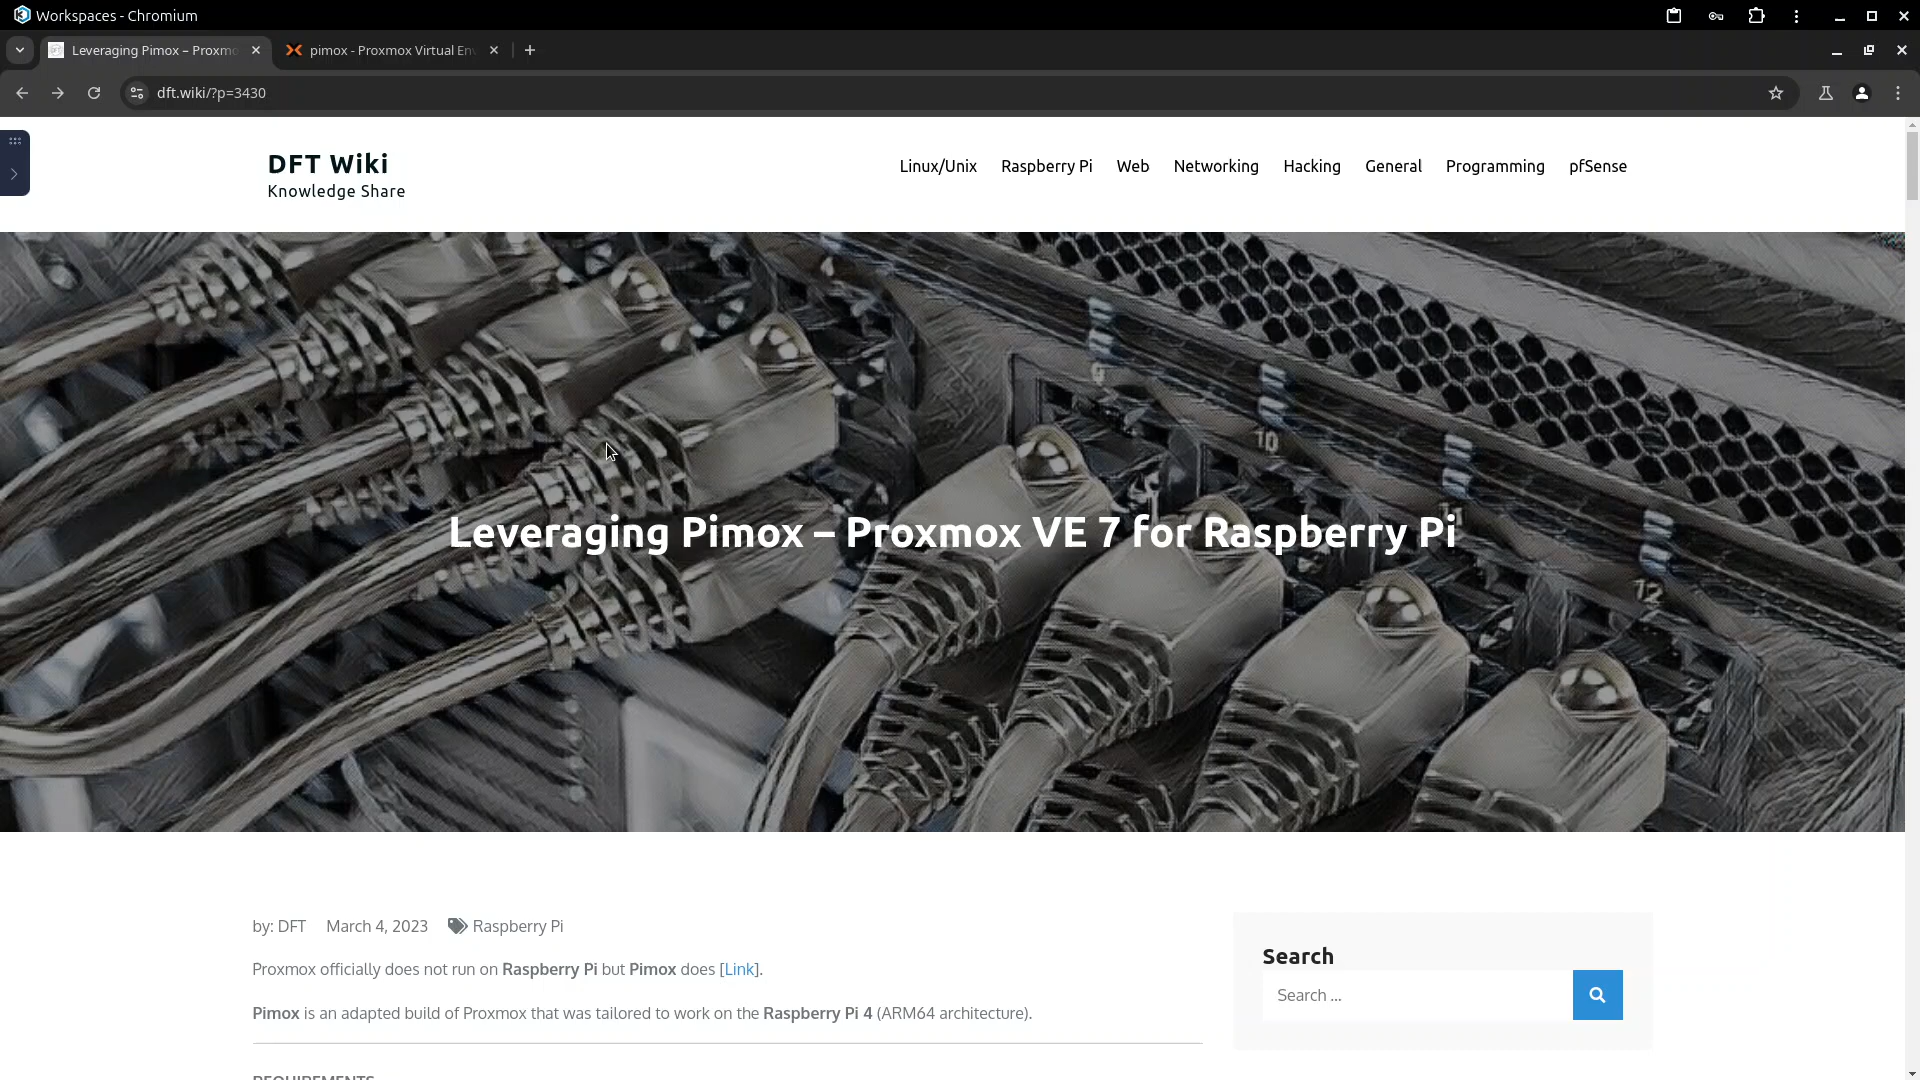 Workspaces - Chromium
Leveraging Pimox – Proxmo
pimox - Proxmox Virtual En
dft.wiki/?p=3430
DFT Wiki
Knowledge Share
Linux/Unix Raspberry Pi Web Networking Hacking General Programming pfSense
9
10
12
Leveraging Pimox – Proxmox VE 7 for Raspberry Pi
by: DFT March 4, 2023 Raspberry Pi
Proxmox officially does not run on Raspberry Pi but Pimox does [Link].
Pimox is an adapted build of Proxmox that was tailored to work on the Raspberry Pi 4 (ARM64 architecture).
REQUIREMENTS
Search
Search ...